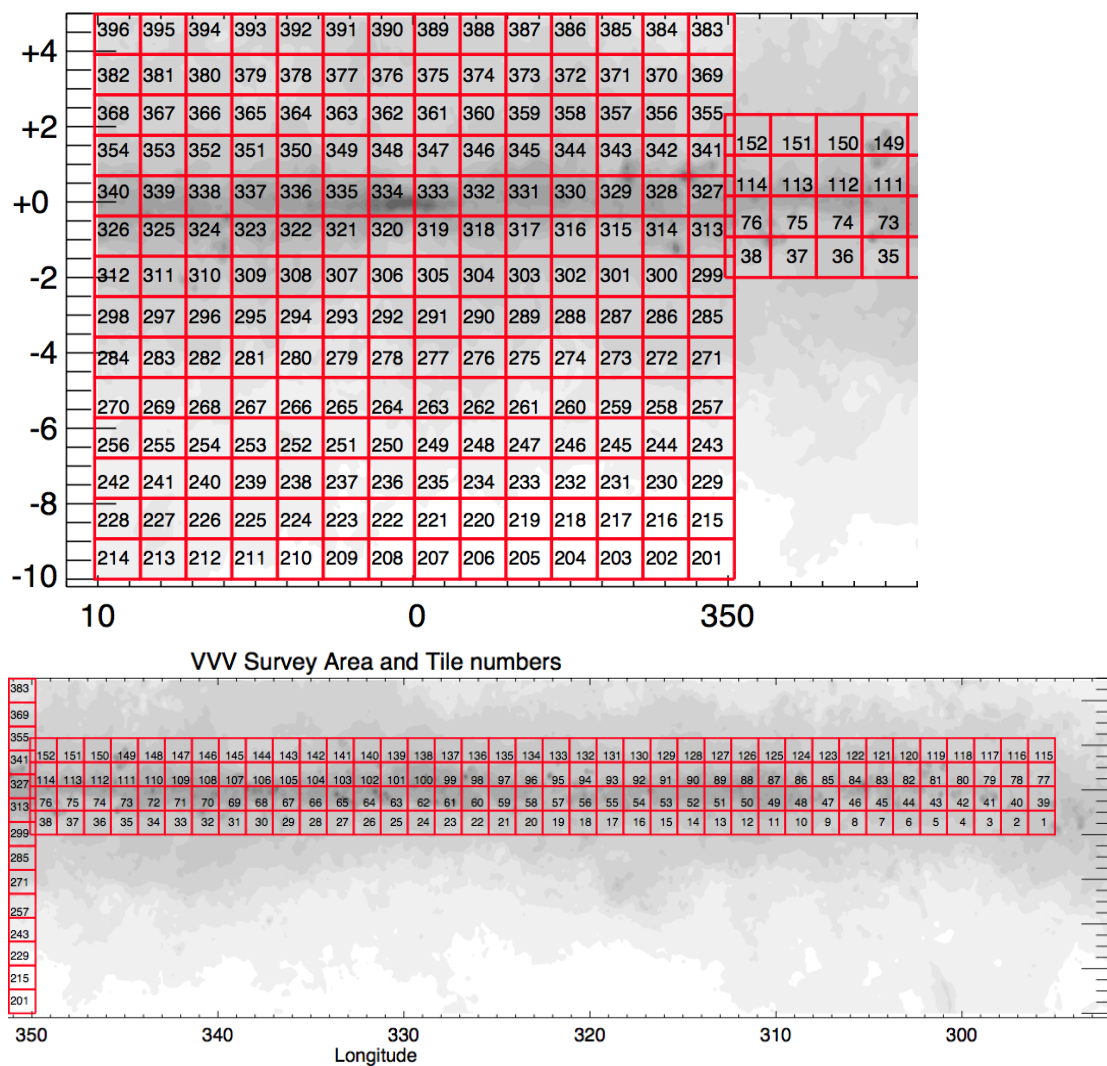 396 395 394 393 392 391 390 389 388 387 386 385 384 383
+4
382 381 380 379 378 377 376 375 374 373 372 371 370 369
368 367 366 365 364 363 362 361 360 359 358 357 356 355
+2
152 151 150 149
354 353 352 351 350 349 348 347 346 345 344 343 342 341
114 113 112 111
340 339 338 337 336 335 334 333 332 331 330 329 328 327
+0
76 75 74 73
326 325 324 323 322 321 320 319 318 317 316 315 314 313
38 37 36 35
312 311 310 309 308 307 306 305 304 303 302 301 300 299
-2
298 297 296 295 294 293 292 291 290 289 288 287 286 285
-4
284 283 282 281 280 279 278 277 276 275 274 273 272 271
270 269 268 267 266 265 264 263 262 261 260 259 258 257
-6
256 255 254 253 252 251 250 249 248 247 246 245 244 243
242 241 240 239 238 237 236 235 234 233 232 231 230 229
-8
228 227 226 225 224 223 222 221 220 219 218 217 216 215
214 213 212 211 210 209 208 207 206 205 204 203 202 201
-10
10 0 350
VVV Survey Area and Tile numbers
383
369
355
152 151 150 149 148 147 146 145 144 143 142 141 140 139 138 137 136 135 134 133 132 131 130 129 128 127 126 125 124 123 122 121 120 119 118 117 116 115
341
114 113 112 111 110 109 108 107 106 105 104 103 102 101 100 99 98 97 96 95 94 93 92 91 90 89 88 87 86 85 84 83 82 81 80 79 78 77
327
76 75 74 73 72 71 70 69 68 67 66 65 64 63 62 61 60 59 58 57 56 55 54 53 52 51 50 49 48 47 46 45 44 43 42 41 40 39
313
38 37 36 35 34 33 32 31 30 29 28 27 26 25 24 23 22 21 20 19 18 17 16 15 14 13 12 11 10 9 8 7 6 5 4 3 2 1
299
285
271
257
243
229
215
201
350 340 330 320 310 300
Longitude